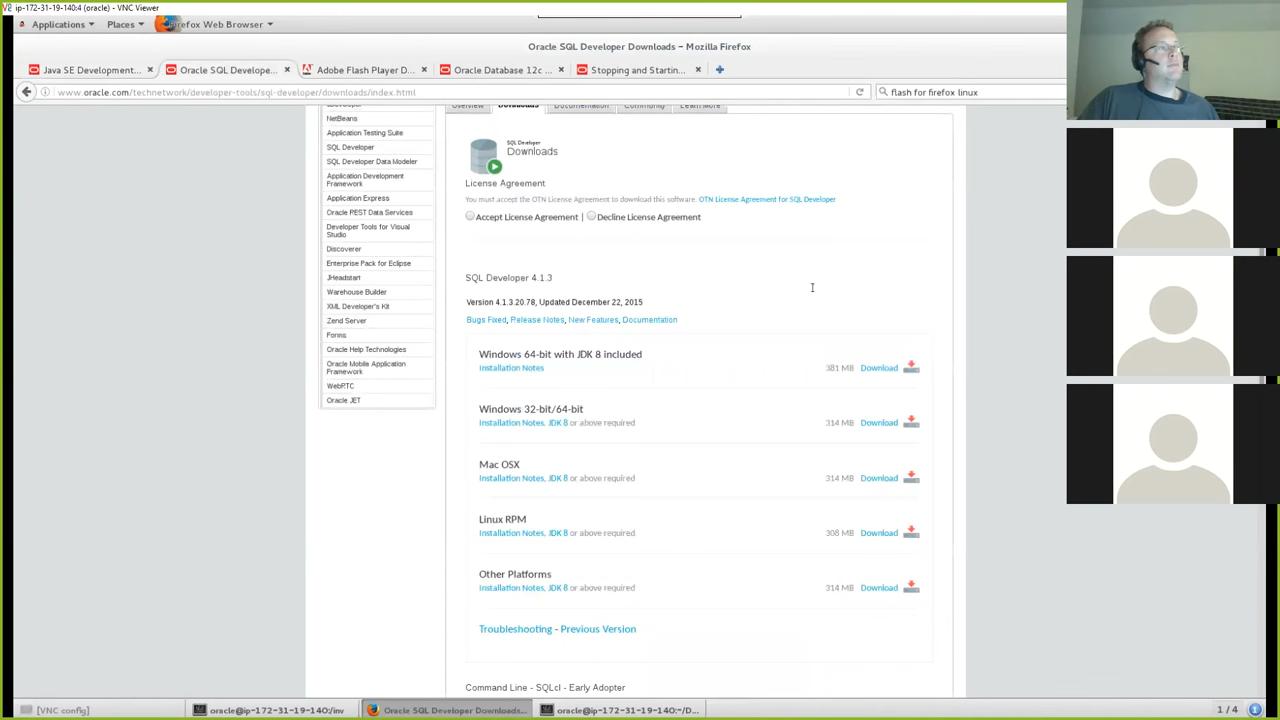 ip-172-31-19-140:4 (oracle) - VNC Viewer
Applications Places Firefox Web Browser
Oracle SQL Developer Downloads - Mozilla Firefox
Java SE Development... Oracle SQL Develope... Adobe Flash Player D... Oracle Database 12c ... Stopping and Startin...
www.oracle.com/technetwork/developer-tools/sql-developer/downloads/index.html
flash for firefox linux
Overview Downloads Documentation Community Learn More
NetBeans
Application Testing Suite
SQL Developer
SQL Developer Data Modeler
Application Development
Framework
Application Express
Oracle REST Data Services
Developer Tools for Visual
Studio
Discoverer
Enterprise Pack for Eclipse
JHeadstart
Warehouse Builder
XML Developer's Kit
Zend Server
Forms
Oracle Help Technologies
Oracle Mobile Application
Framework
WebRTC
Oracle JET
SQL Developer
Downloads
License Agreement
You must accept the OTN License Agreement to download this software. OTN License Agreement for SQL Developer
Accept License Agreement | Decline License Agreement
SQL Developer 4.1.3
Version 4.1.3.20.78, Updated December 22, 2015
Bugs Fixed, Release Notes, New Features, Documentation
Windows 64-bit with JDK 8 included
Installation Notes 381 MB Download
Windows 32-bit/64-bit
Installation Notes, JDK 8 or above required 314 MB Download
Mac OSX
Installation Notes, JDK 8 or above required 314 MB Download
Linux RPM
Installation Notes, JDK 8 or above required 308 MB Download
Other Platforms
Installation Notes, JDK 8 or above required 314 MB Download
Troubleshooting - Previous Version
Command Line - SQLcl - Early Adopter
[VNC config] oracle@ip-172-31-19-140:/inv Oracle SQL Developer Downloads... oracle@ip-172-31-19-140:~/D... 1 / 4